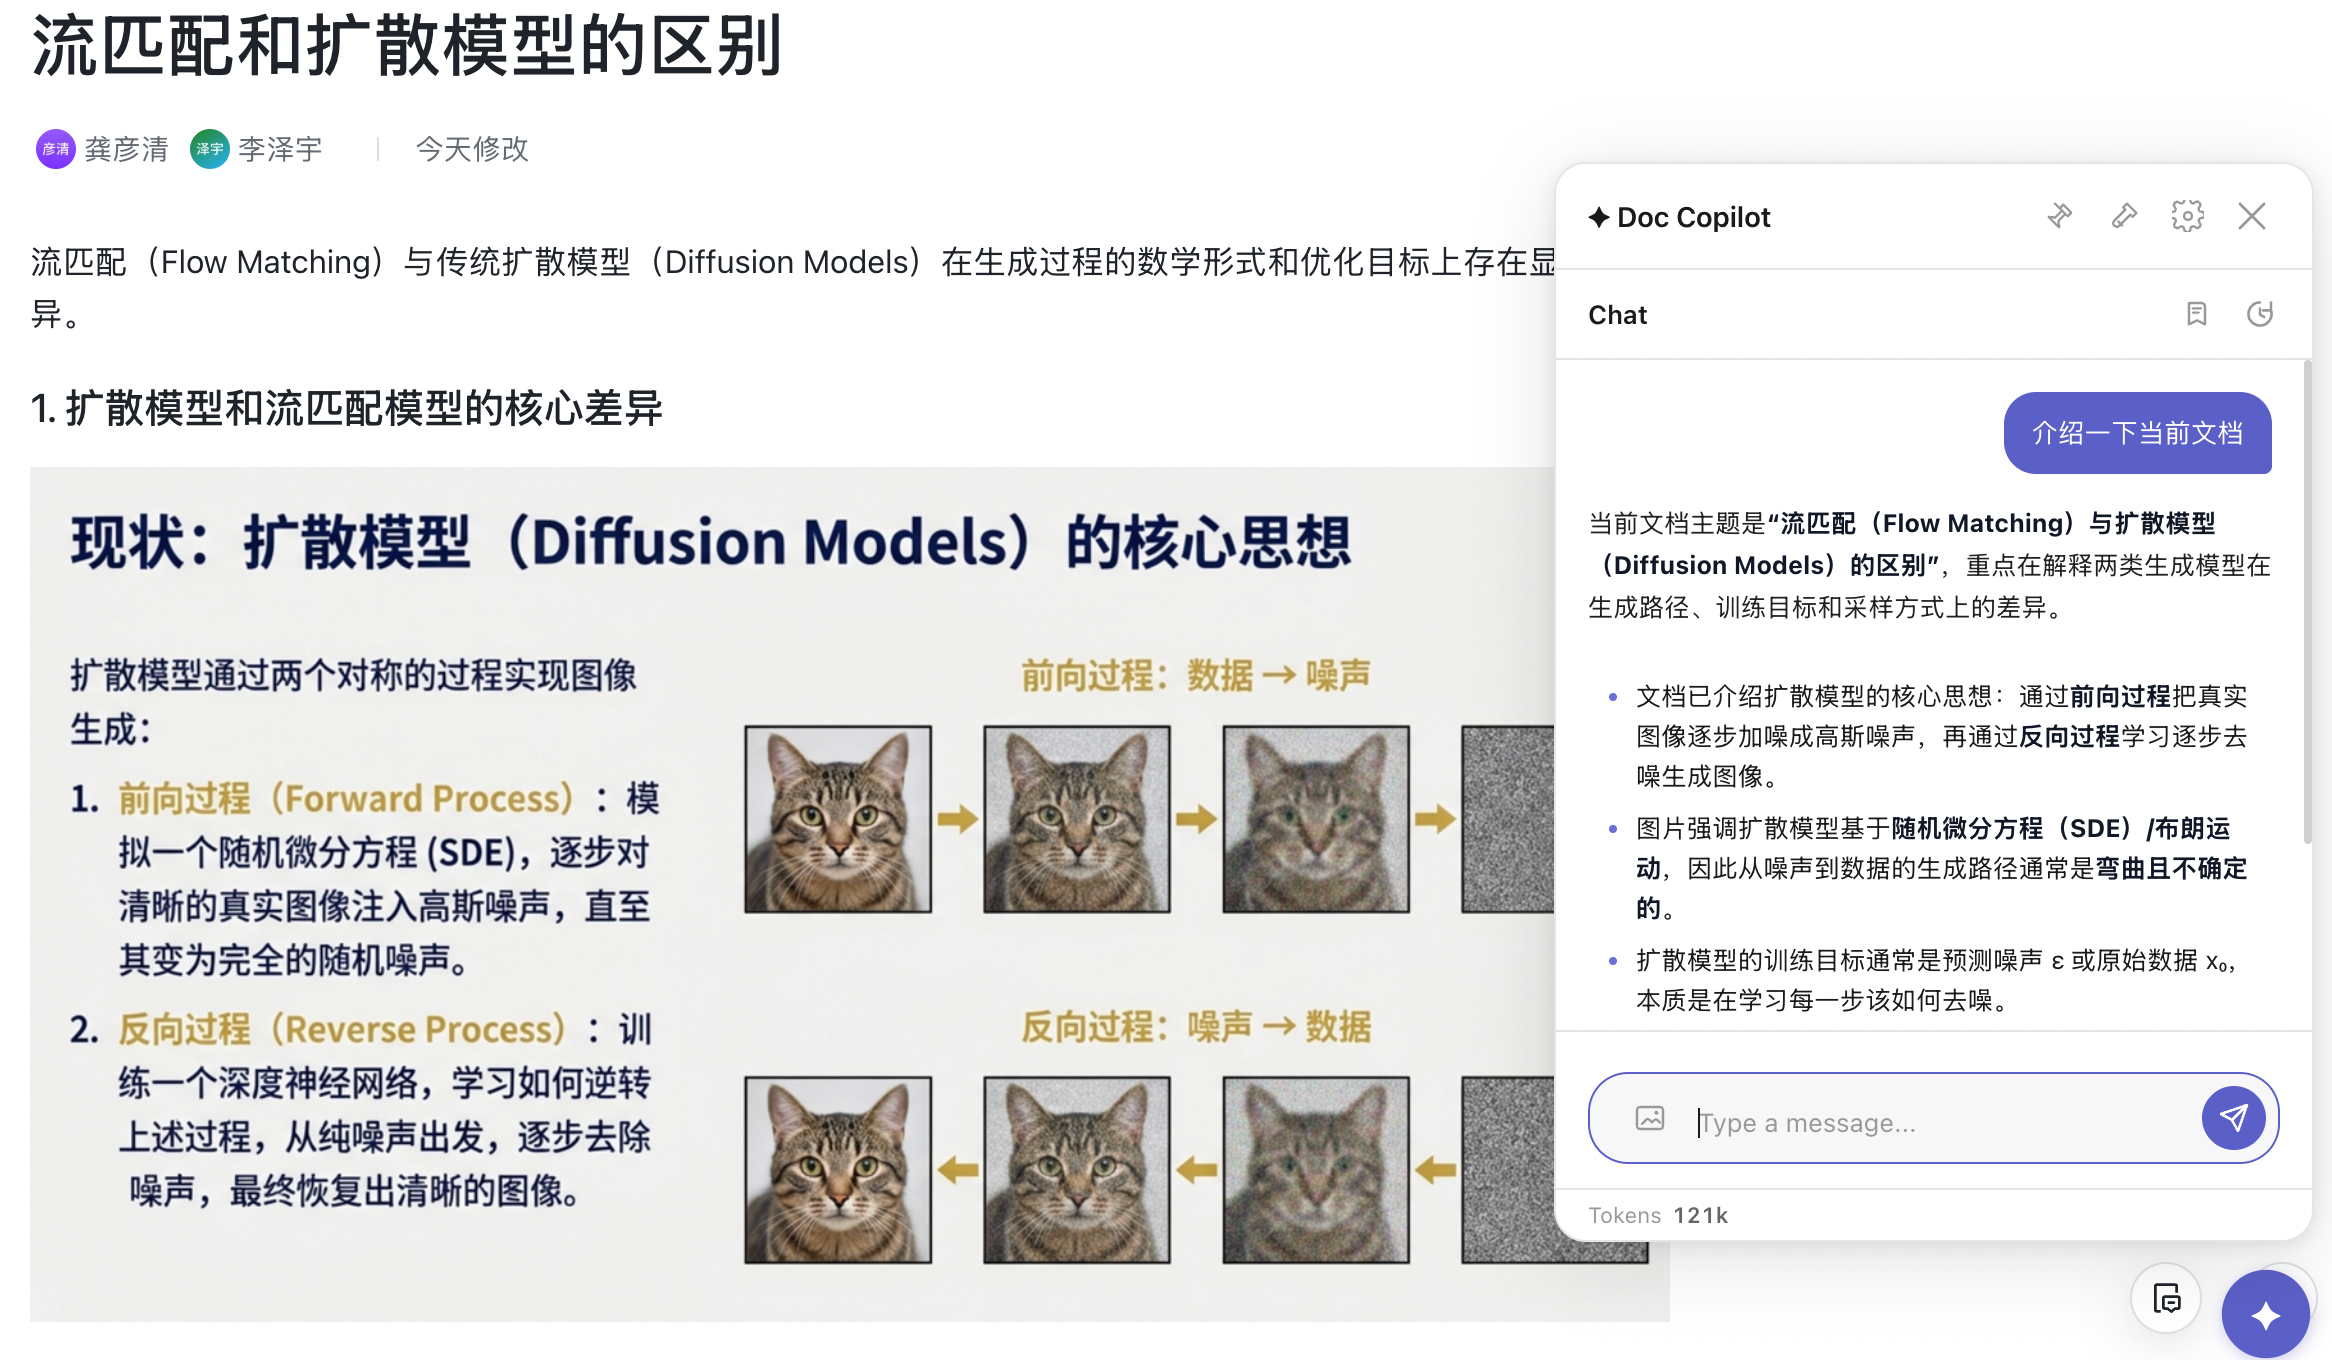 流匹配和扩散模型的区别
彦清 龚彦清 泽宇 李泽宇 今天修改
流匹配（Flow Matching）与传统扩散模型（Diffusion Models）在生成过程的数学形式和优化目标上存在显
异。
1. 扩散模型和流匹配模型的核心差异
现状：扩散模型（Diffusion Models）的核心思想
扩散模型通过两个对称的过程实现图像
生成：
1. 前向过程（Forward Process）：模
拟一个随机微分方程 (SDE)，逐步对
清晰的真实图像注入高斯噪声，直至
其变为完全的随机噪声。
2. 反向过程（Reverse Process）：训
练一个深度神经网络，学习如何逆转
上述过程，从纯噪声出发，逐步去除
噪声，最终恢复出清晰的图像。
前向过程：数据 → 噪声
反向过程：噪声 → 数据
Doc Copilot
Chat
介绍一下当前文档
当前文档主题是“流匹配（Flow Matching）与扩散模型
（Diffusion Models）的区别”，重点在解释两类生成模型在
生成路径、训练目标和采样方式上的差异。
• 文档已介绍扩散模型的核心思想：通过前向过程把真实
图像逐步加噪成高斯噪声，再通过反向过程学习逐步去
噪生成图像。
• 图片强调扩散模型基于随机微分方程（SDE）/布朗运
动，因此从噪声到数据的生成路径通常是弯曲且不确定
的。
• 扩散模型的训练目标通常是预测噪声 ε 或原始数据 x₀，
本质是在学习每一步该如何去噪。
Type a message...
Tokens 121k